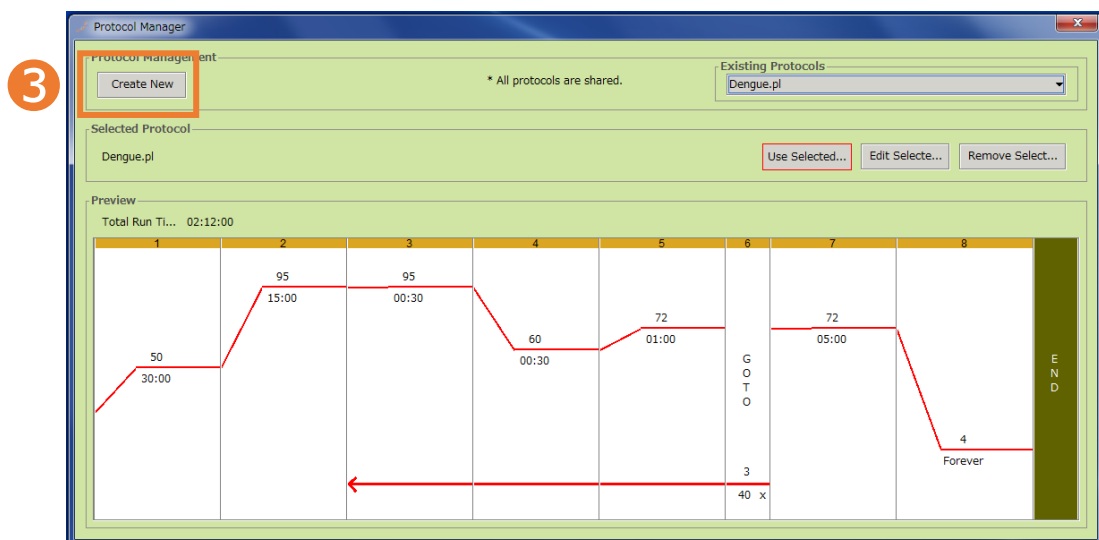 Protocol Manager
3
Protocol Management
Create New
* All protocols are shared.
Existing Protocols
Dengue.pl
Selected Protocol
Dengue.pl
Use Selected...
Edit Selecte...
Remove Select...
Preview
Total Run Ti... 02:12:00
1 2 3 4 5 6 7 8
50
30:00
95
15:00
95
00:30
60
00:30
72
01:00
GOTO
3
40 x
72
05:00
4
Forever
END